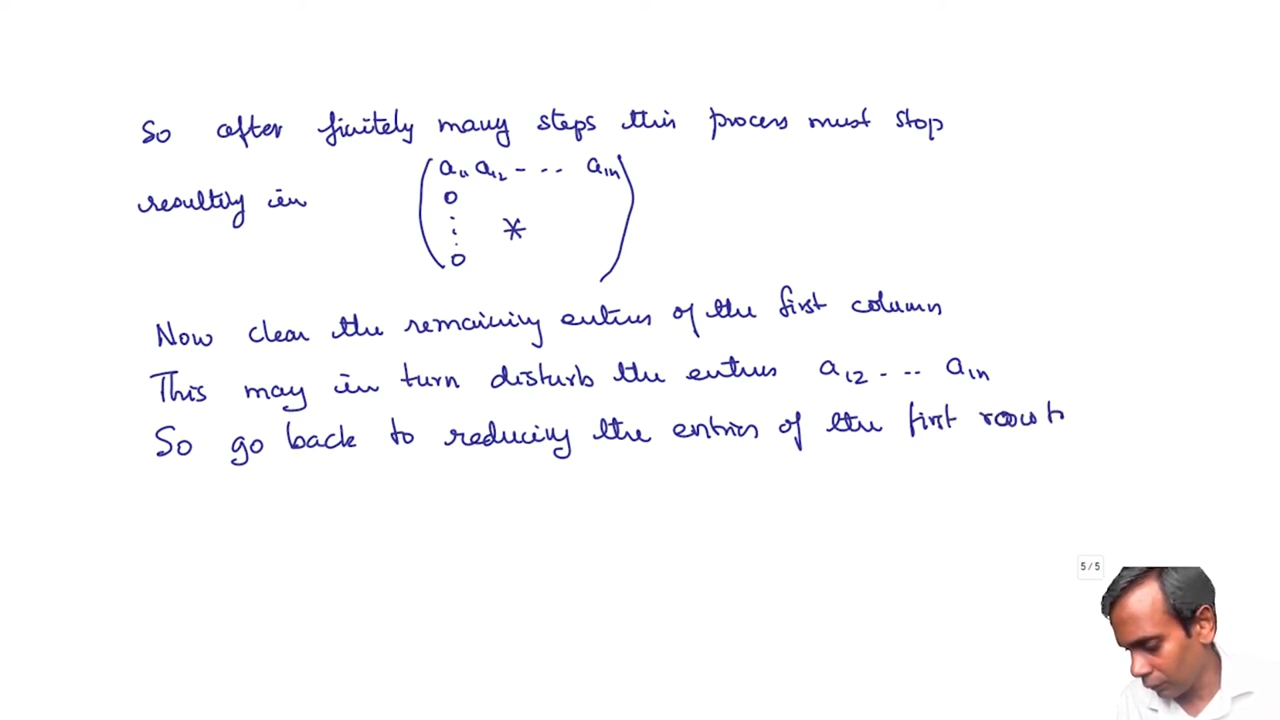 So after finitely many steps this process must stop
resulting in
a₁₁ a₁₂ - - .. a₁ₙ
0
⋮ *
0
Now clear the remaining entries of the first column
This may in turn disturb the entries a₁₂ - - .. a₁ₙ
So go back to reducing the entries of the first row t
5 / 5